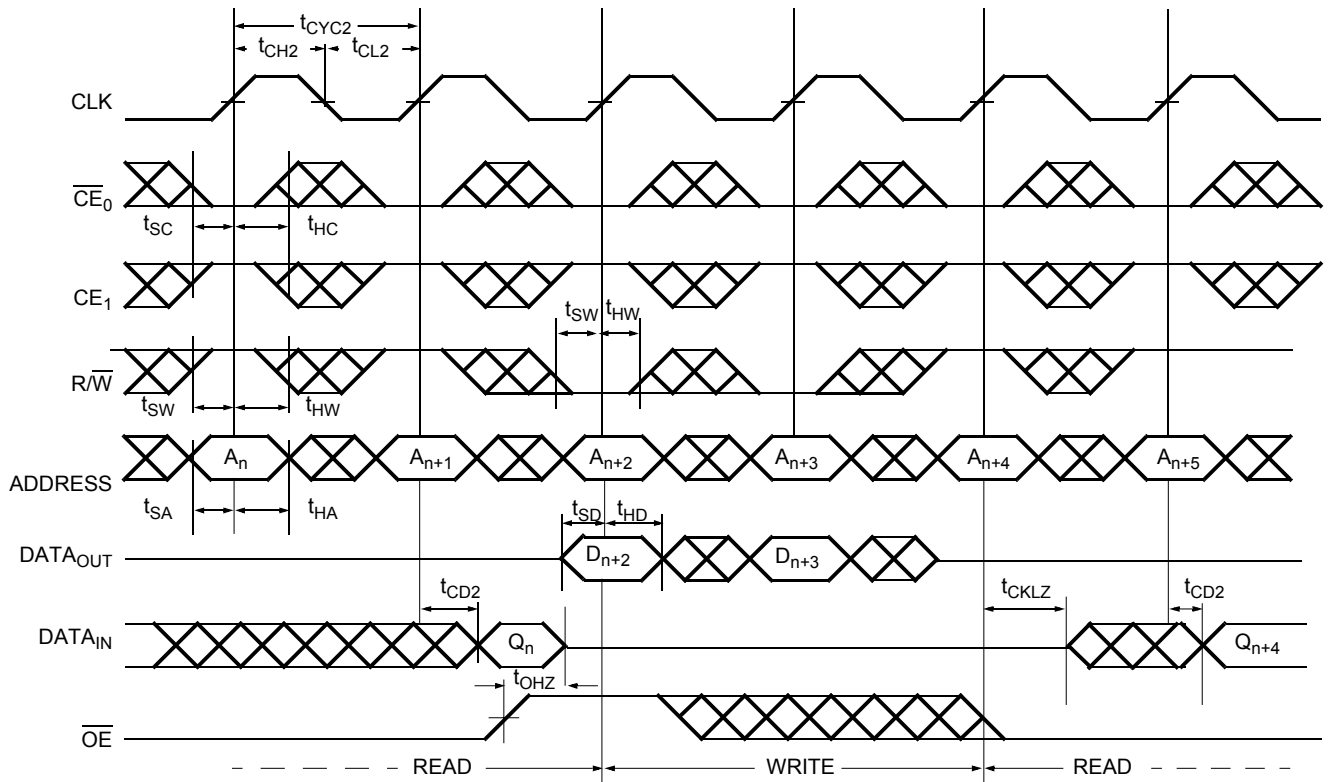 tCYC2
tCH2 tCL2
CLK
CE0
tSC tHC
CE1
tSW tHW
R/W
tSW tHW
An An+1 An+2 An+3 An+4 An+5
ADDRESS
tSA tHA
tSD tHD
DATAOUT Dn+2 Dn+3
tCD2 tCKLZ tCD2
DATAIN Qn Qn+4
tOHZ
OE
READ WRITE READ